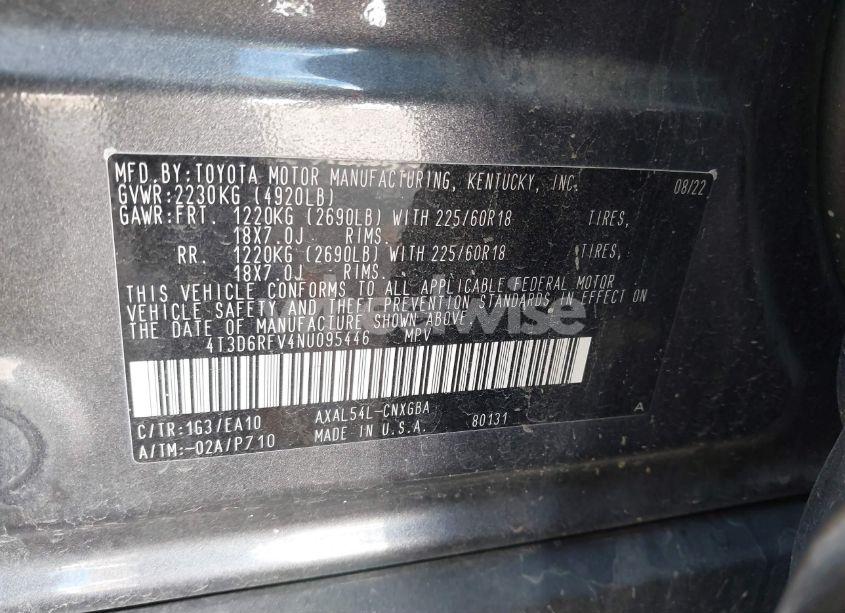 MFD.BY:TOYOTA MOTOR MANUFACTURING, KENTUCKY, INC. 08/22
GVWR:2230KG (4920LB)
GAWR:FRT. 1220KG (2690LB) WITH 225/60R18 TIRES,
18X7.0J RIMS.
RR. 1220KG (2690LB) WITH 225/60R18 TIRES,
18X7.0J RIMS.
THIS VEHICLE CONFORMS TO ALL APPLICABLE FEDERAL MOTOR
VEHICLE SAFETY AND THEFT PREVENTION STANDARDS IN EFFECT ON
THE DATE OF MANUFACTURE SHOWN ABOVE.
4T3D6RFV4NU095446 MPV
C/TR:1G3/EA10 AXAL54L-CNXGBA 80131 A
A/TM:-02A/P710 MADE IN U.S.A.